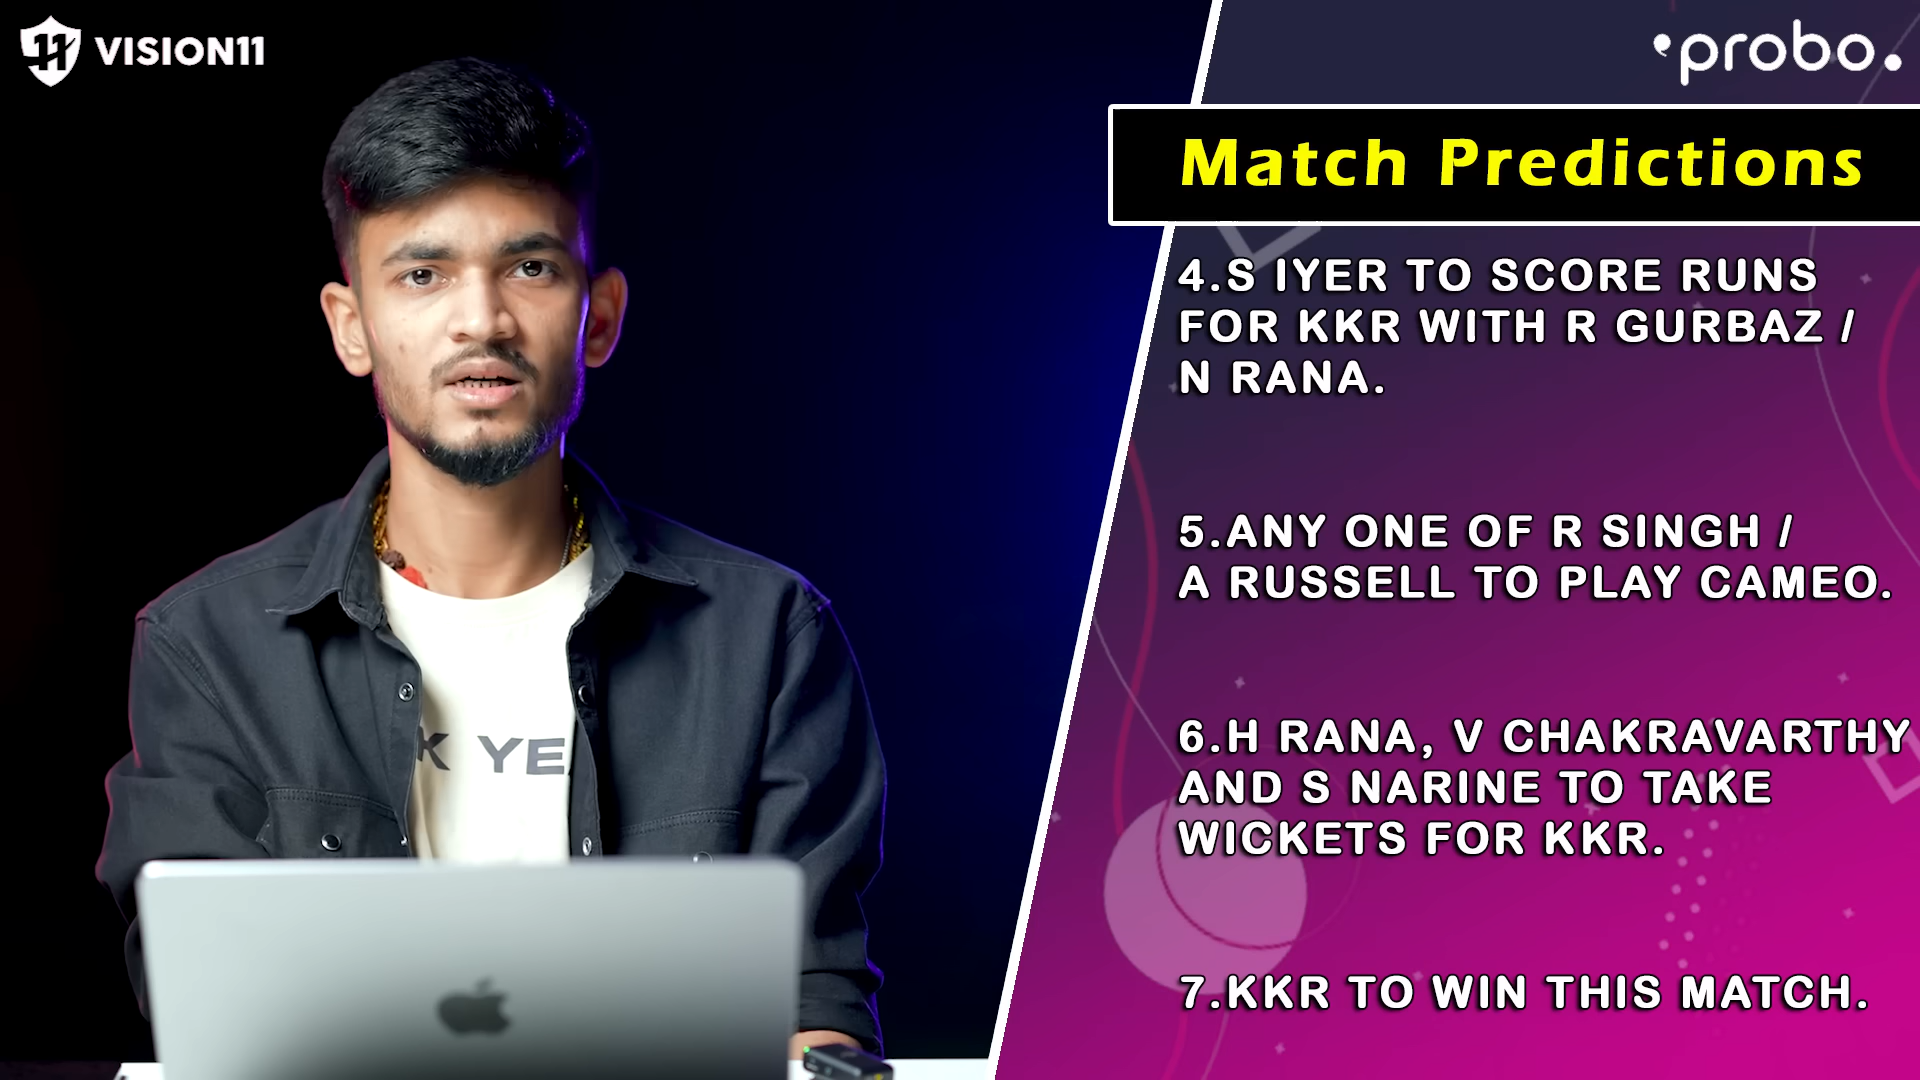 VISION11
probo.
Match Predictions
4.S IYER TO SCORE RUNS
FOR KKR WITH R GURBAZ /
N RANA.
5.ANY ONE OF R SINGH /
A RUSSELL TO PLAY CAMEO.
6.H RANA, V CHAKRAVARTHY
AND S NARINE TO TAKE
WICKETS FOR KKR.
7.KKR TO WIN THIS MATCH.
K YE